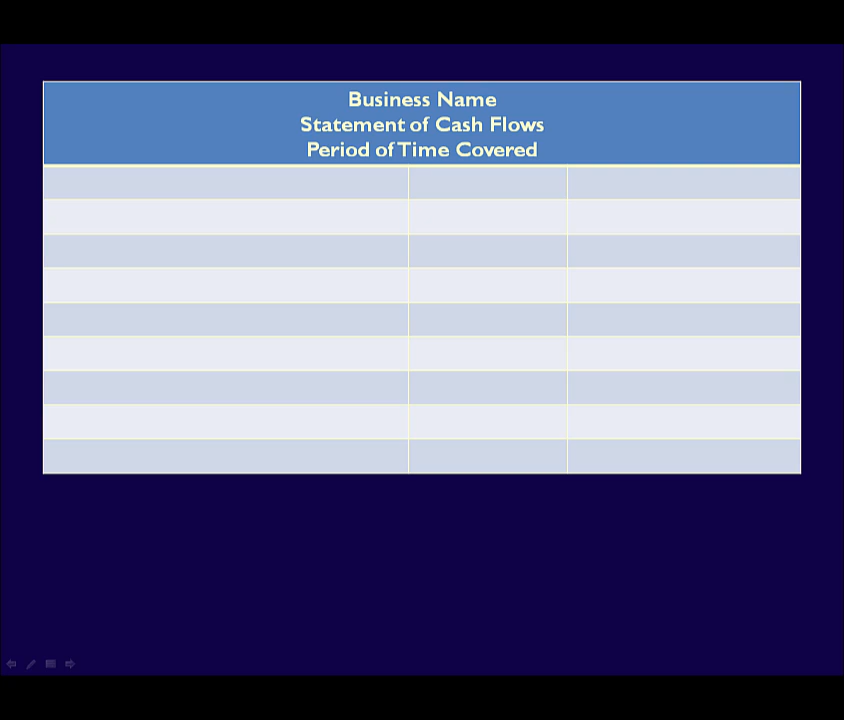 Business Name
Statement of Cash Flows
Period of Time Covered